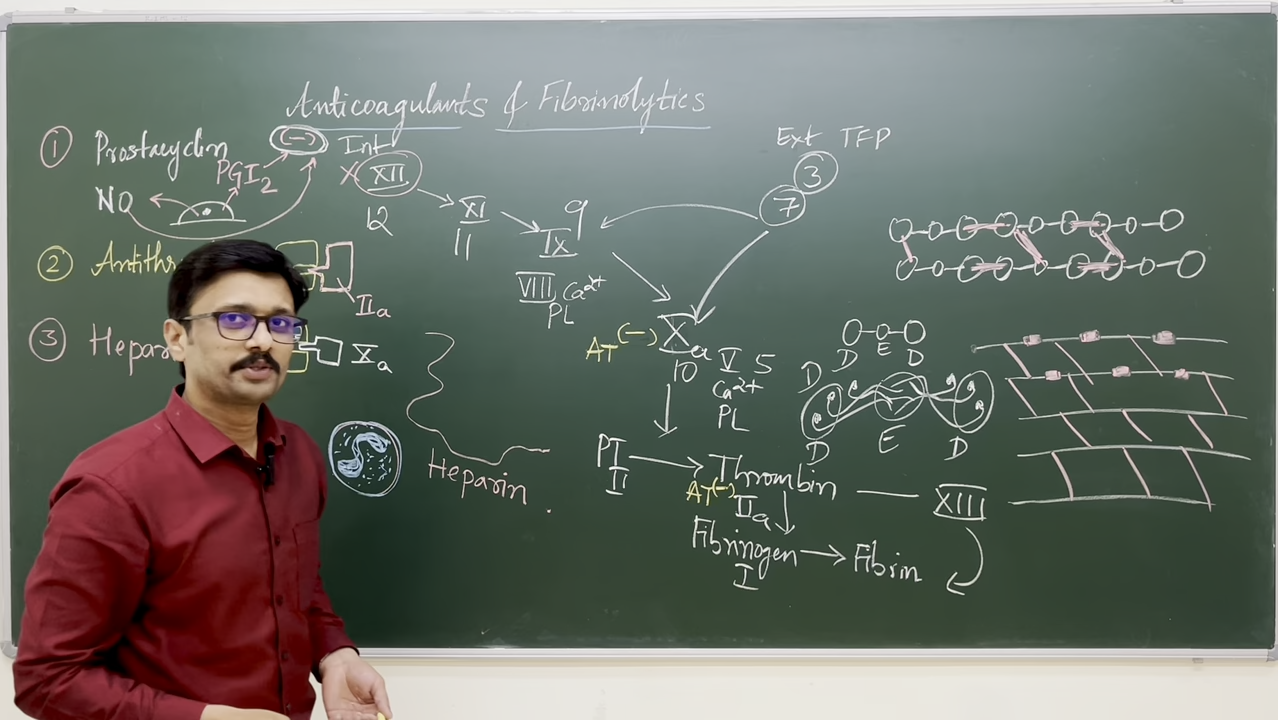 Anticoagulants & Fibrinolytics
① Prostacyclin (-) Int
PGI2
NO
X XII
12
XI
11
IX 9
VIII Ca2+
PL
Ext TFP
3
7
② Antithr
IIa
③ Hepar
Xa
AT (-) Xa
10
V 5
Ca2+
PL
Heparin
PT
II
Thrombin
AT(-)
IIa
XIII
Fibrinogen
I
Fibrin
D E D
D
D E D